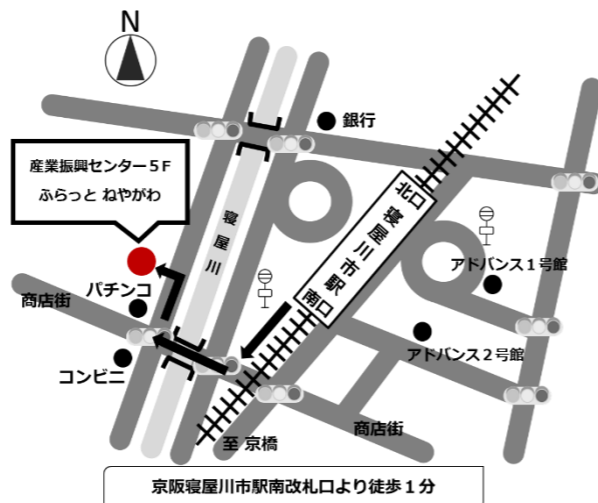 N
銀行
産業振興センター５F
ふらっと ねやがわ
寝屋川
北口
寝屋川市駅
南口
アドバンス１号館
パチンコ
商店街
アドバンス２号館
コンビニ
商店街
至 京橋
京阪寝屋川市駅南改札口より徒歩１分